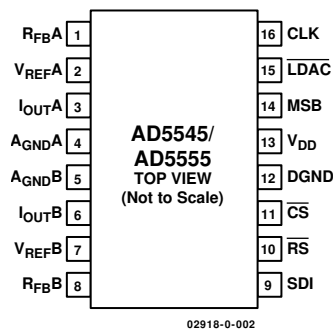 RFBA 1 16 CLK
VREFA 2 15 LDAC
IOUTA 3 14 MSB
AGNDA 4 13 VDD
AGNDB 5 12 DGND
IOUTB 6 11 CS
VREFB 7 10 RS
RFBB 8 9 SDI
AD5545/
AD5555
TOP VIEW
(Not to Scale)
02918-0-002